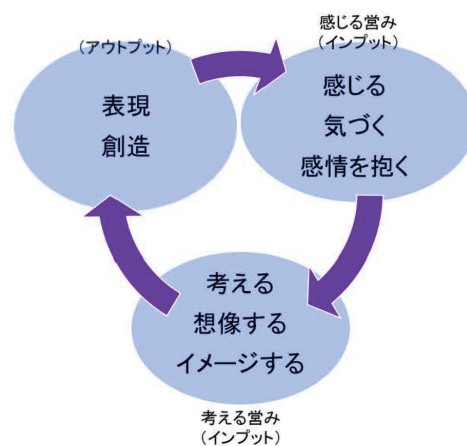 (アウトプット)
表現
創造
感じる営み
(インプット)
感じる
気づく
感情を抱く
考える
想像する
イメージする
考える営み
(インプット)